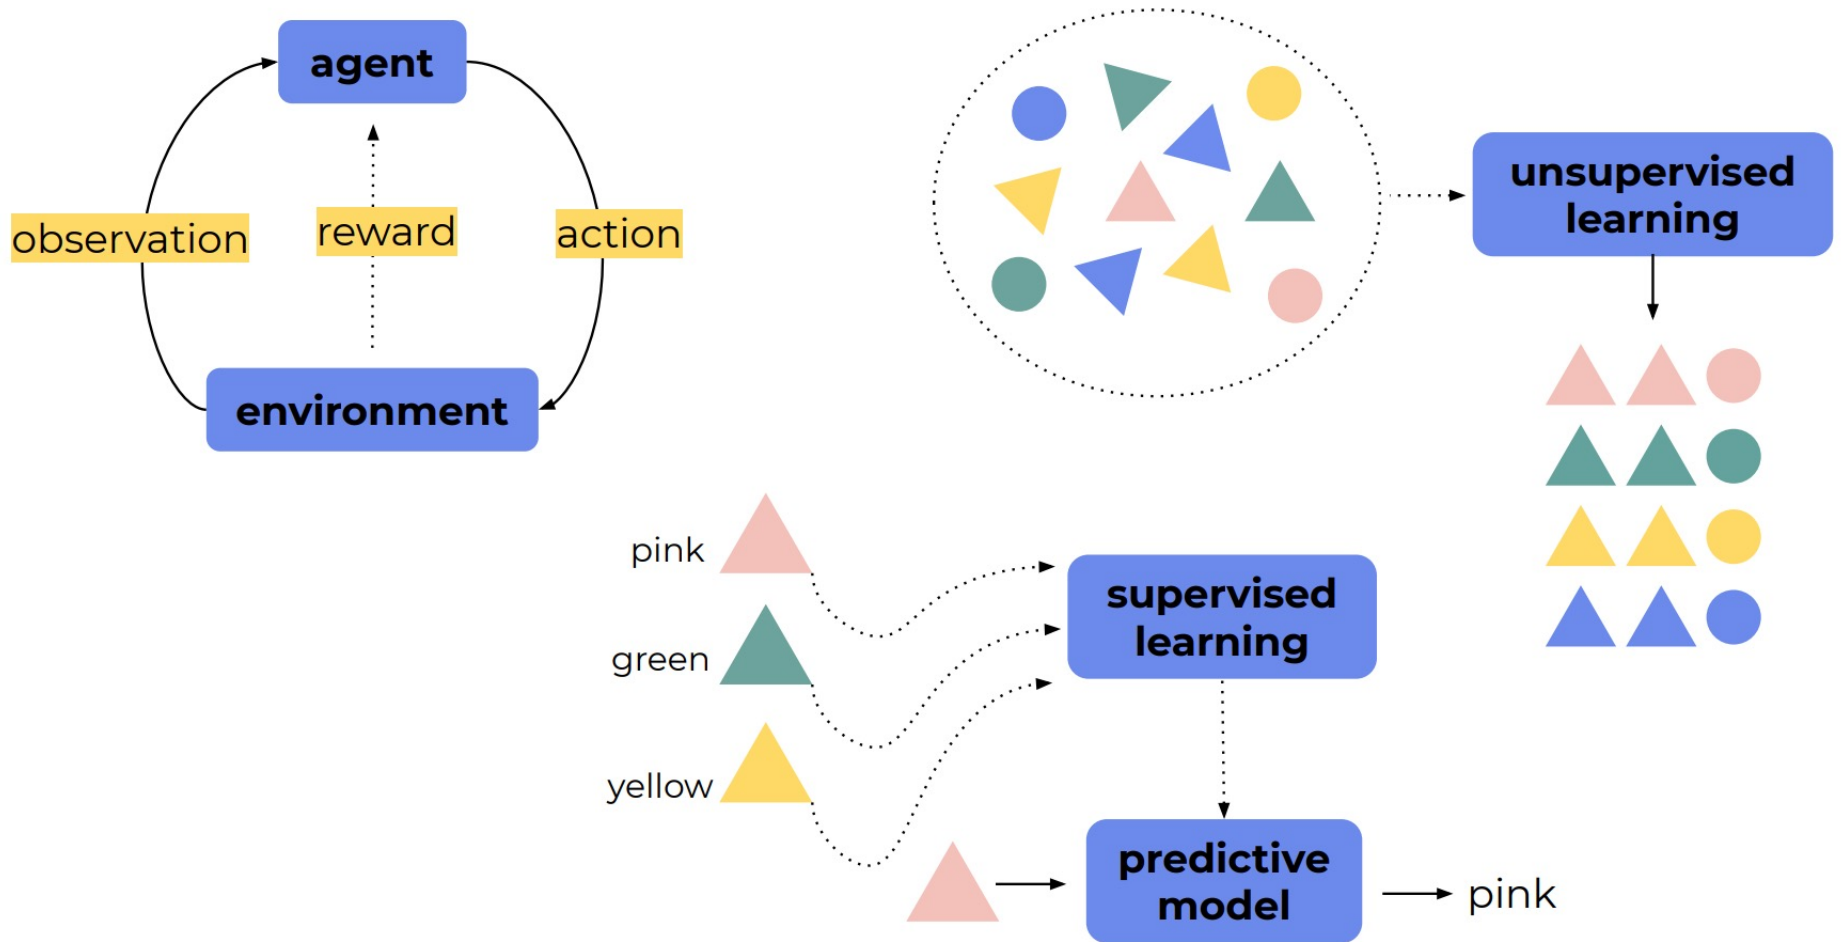 agent
observation
reward
action
environment
unsupervised
learning
pink
green
yellow
supervised
learning
predictive
model
pink